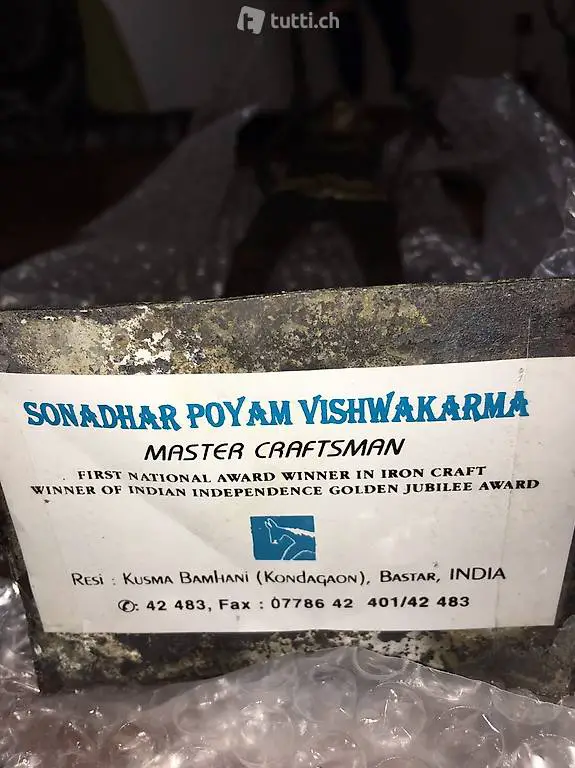 tutti.ch
SONADHAR POYAM VISHWAKARMA
MASTER CRAFTSMAN
FIRST NATIONAL AWARD WINNER IN IRON CRAFT
WINNER OF INDIAN INDEPENDENCE GOLDEN JUBILEE AWARD
RESI : KUSMA BAMHANI (KONDAGAON), BASTAR, INDIA
✆: 42 483, Fax : 07786 42 401/42 483